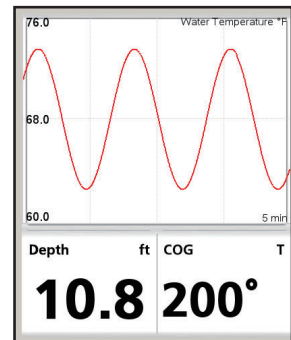 76.0 Water Temperature °F
68.0
60.0 5 min
Depth ft COG T
10.8 200°